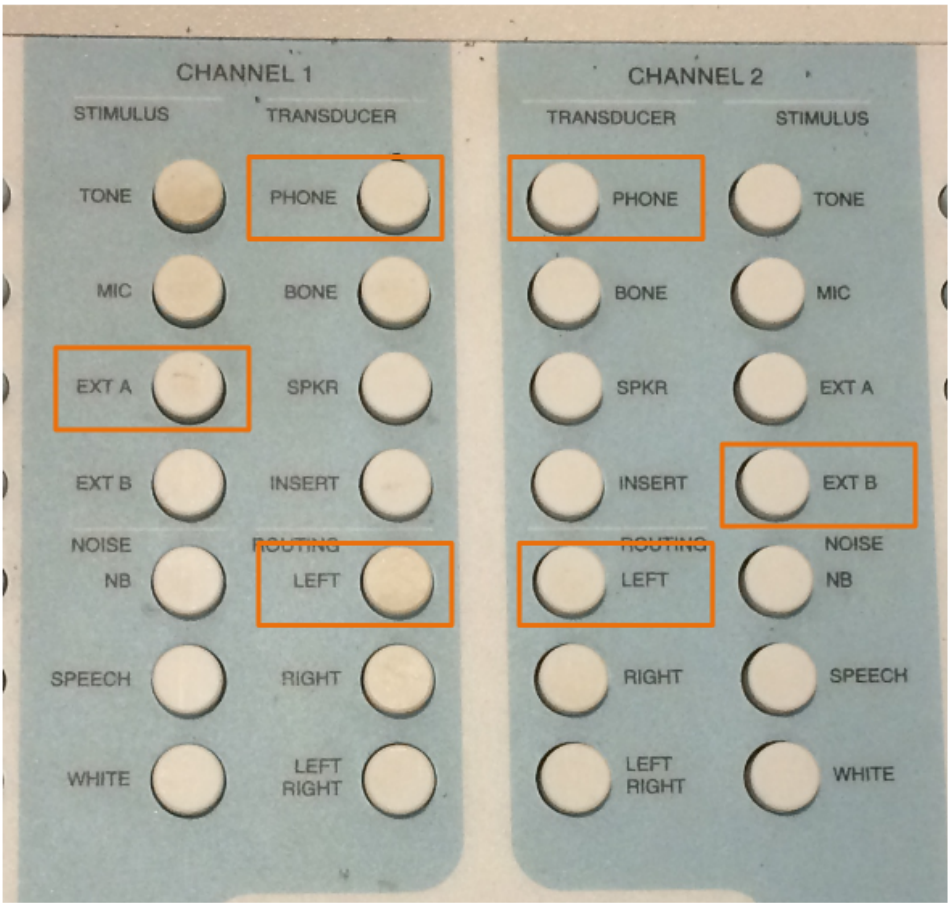 CHANNEL 1
CHANNEL 2
STIMULUS
TRANSDUCER
TRANSDUCER
STIMULUS
TONE
PHONE
PHONE
TONE
MIC
BONE
BONE
MIC
EXT A
SPKR
SPKR
EXT A
EXT B
INSERT
INSERT
EXT B
NOISE
ROUTING
ROUTING
NOISE
NB
LEFT
LEFT
NB
SPEECH
RIGHT
RIGHT
SPEECH
WHITE
LEFT
RIGHT
LEFT
RIGHT
WHITE